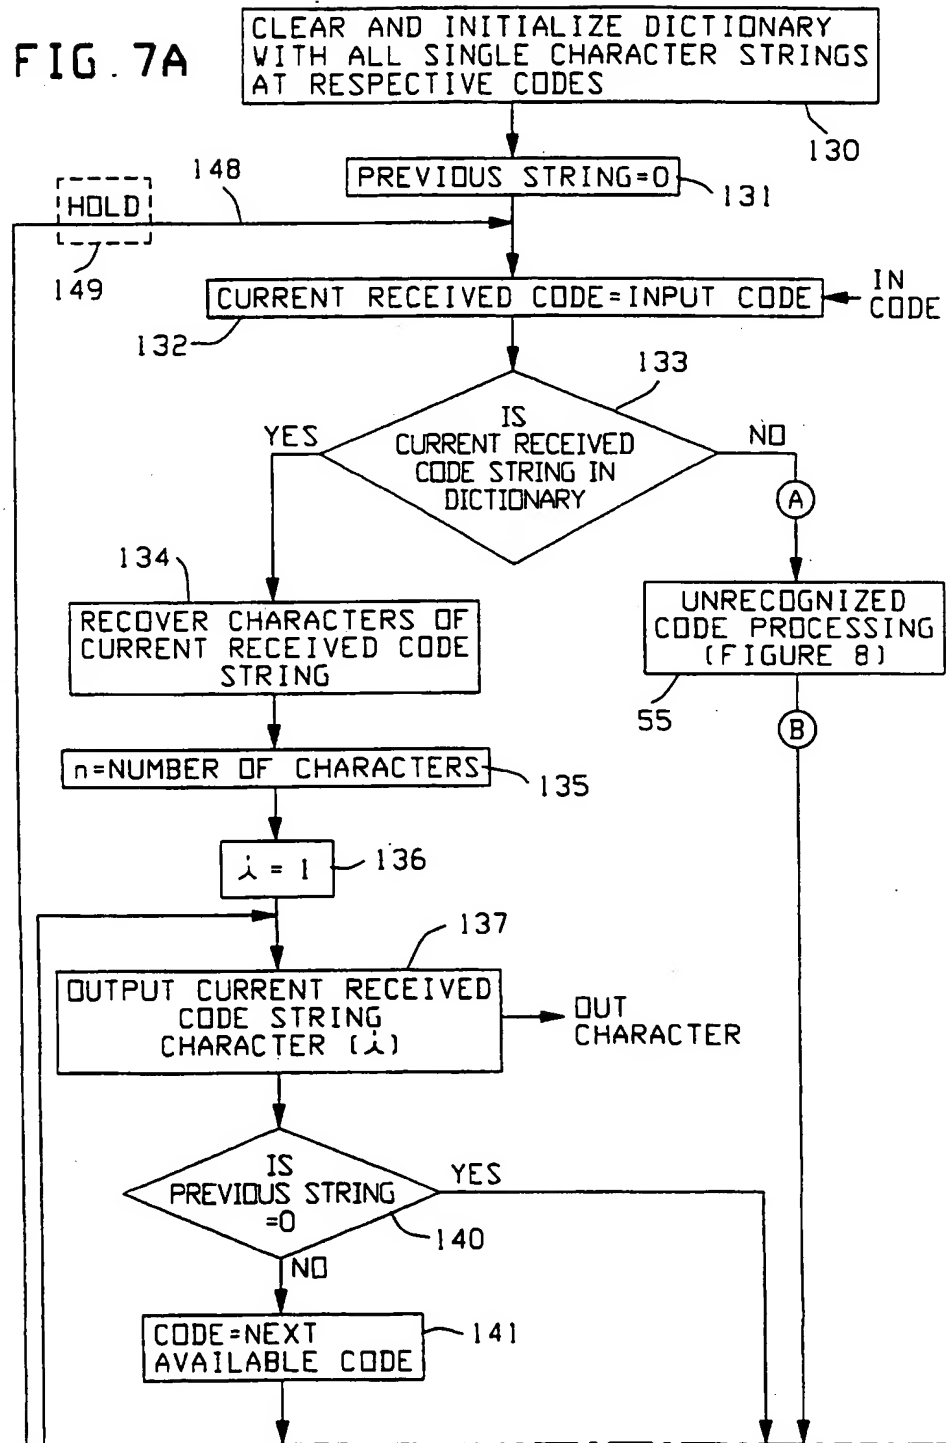 FIG. 7A
CLEAR AND INITIALIZE DICTIONARY
WITH ALL SINGLE CHARACTER STRINGS
AT RESPECTIVE CODES
130
PREVIOUS STRING=0
131
148
HOLD
149
CURRENT RECEIVED CODE=INPUT CODE
IN
CODE
132
133
IS
CURRENT RECEIVED
CODE STRING IN
DICTIONARY
YES
NO
A
134
RECOVER CHARACTERS OF
CURRENT RECEIVED CODE
STRING
UNRECOGNIZED
CODE PROCESSING
(FIGURE 8)
55
B
n=NUMBER OF CHARACTERS
135
i = 1
136
137
OUTPUT CURRENT RECEIVED
CODE STRING
CHARACTER (i)
OUT
CHARACTER
IS
PREVIOUS STRING
=0
YES
140
NO
CODE=NEXT
AVAILABLE CODE
141